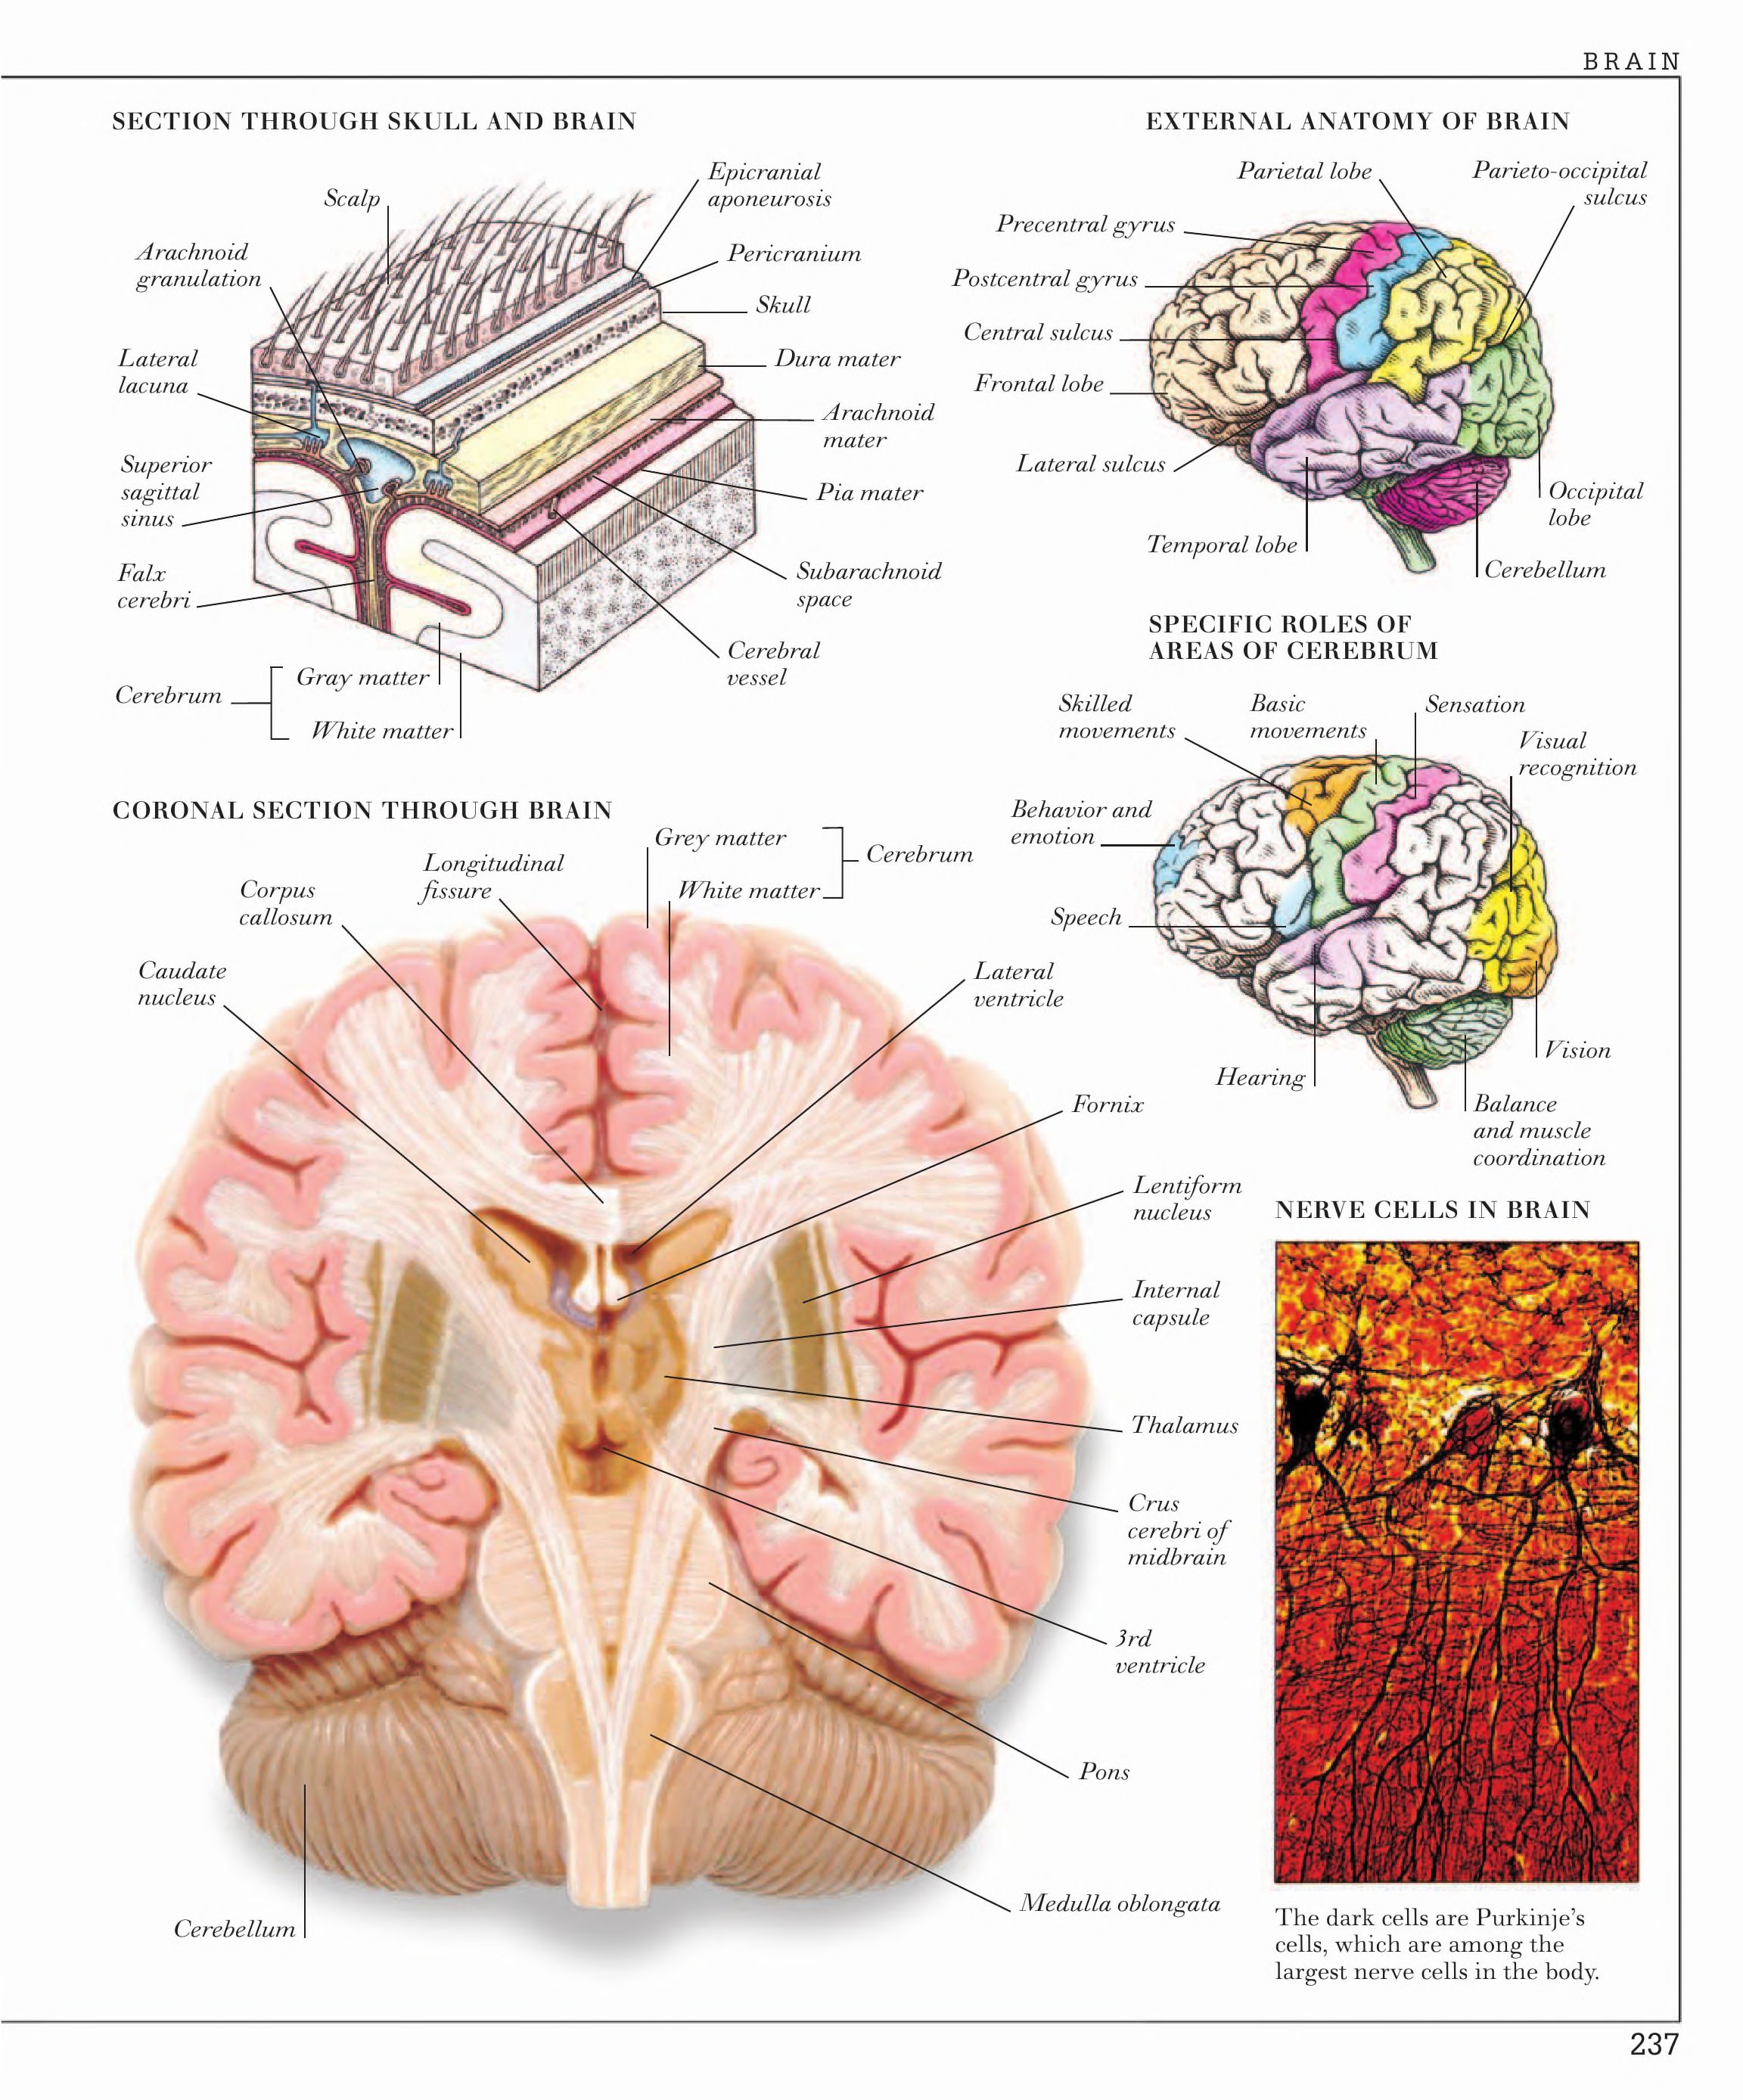 BRAIN
SECTION THROUGH SKULL AND BRAIN
Scalp
Epicranial
aponeurosis
Arachnoid
granulation
Pericranium
Skull
Lateral
lacuna
Dura mater
Arachnoid
mater
Superior
sagittal
sinus
Pia mater
Falx
cerebri
Subarachnoid
space
Cerebral
vessel
Cerebrum
Gray matter
White matter
EXTERNAL ANATOMY OF BRAIN
Parietal lobe
Parieto-occipital
sulcus
Precentral gyrus
Postcentral gyrus
Central sulcus
Frontal lobe
Lateral sulcus
Occipital
lobe
Temporal lobe
Cerebellum
SPECIFIC ROLES OF
AREAS OF CEREBRUM
Skilled
movements
Basic
movements
Sensation
Visual
recognition
Behavior and
emotion
Speech
Vision
Hearing
Balance
and muscle
coordination
CORONAL SECTION THROUGH BRAIN
Grey matter
Cerebrum
White matter
Longitudinal
fissure
Corpus
callosum
Caudate
nucleus
Lateral
ventricle
Fornix
Lentiform
nucleus
Internal
capsule
Thalamus
Crus
cerebri of
midbrain
3rd
ventricle
Pons
Medulla oblongata
Cerebellum
NERVE CELLS IN BRAIN
The dark cells are Purkinje’s
cells, which are among the
largest nerve cells in the body.
237